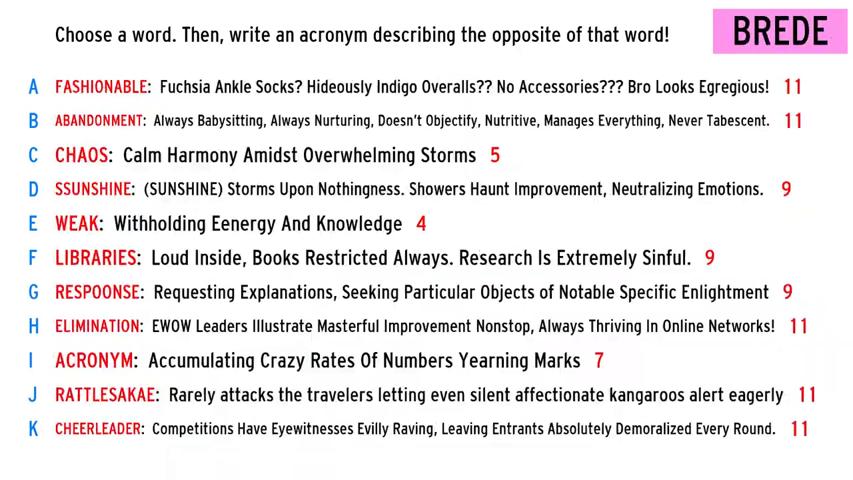 Choose a word. Then, write an acronym describing the opposite of that word!
BREDE
A FASHIONABLE: Fuchsia Ankle Socks? Hideously Indigo Overalls?? No Accessories??? Bro Looks Egregious! 11
B ABANDONMENT: Always Babysitting, Always Nurturing, Doesn't Objectify, Nutritive, Manages Everything, Never Tabescent. 11
C CHAOS: Calm Harmony Amidst Overwhelming Storms 5
D SSUNSHINE: (SUNSHINE) Storms Upon Nothingness. Showers Haunt Improvement, Neutralizing Emotions. 9
E WEAK: Withholding Eenergy And Knowledge 4
F LIBRARIES: Loud Inside, Books Restricted Always. Research Is Extremely Sinful. 9
G RESPOONSE: Requesting Explanations, Seeking Particular Objects of Notable Specific Enlightment 9
H ELIMINATION: EWOW Leaders Illustrate Masterful Improvement Nonstop, Always Thriving In Online Networks! 11
I ACRONYM: Accumulating Crazy Rates Of Numbers Yearning Marks 7
J RATTLESAKAE: Rarely attacks the travelers letting even silent affectionate kangaroos alert eagerly 11
K CHEERLEADER: Competitions Have Eyewitnesses Evilly Raving, Leaving Entrants Absolutely Demoralized Every Round. 11